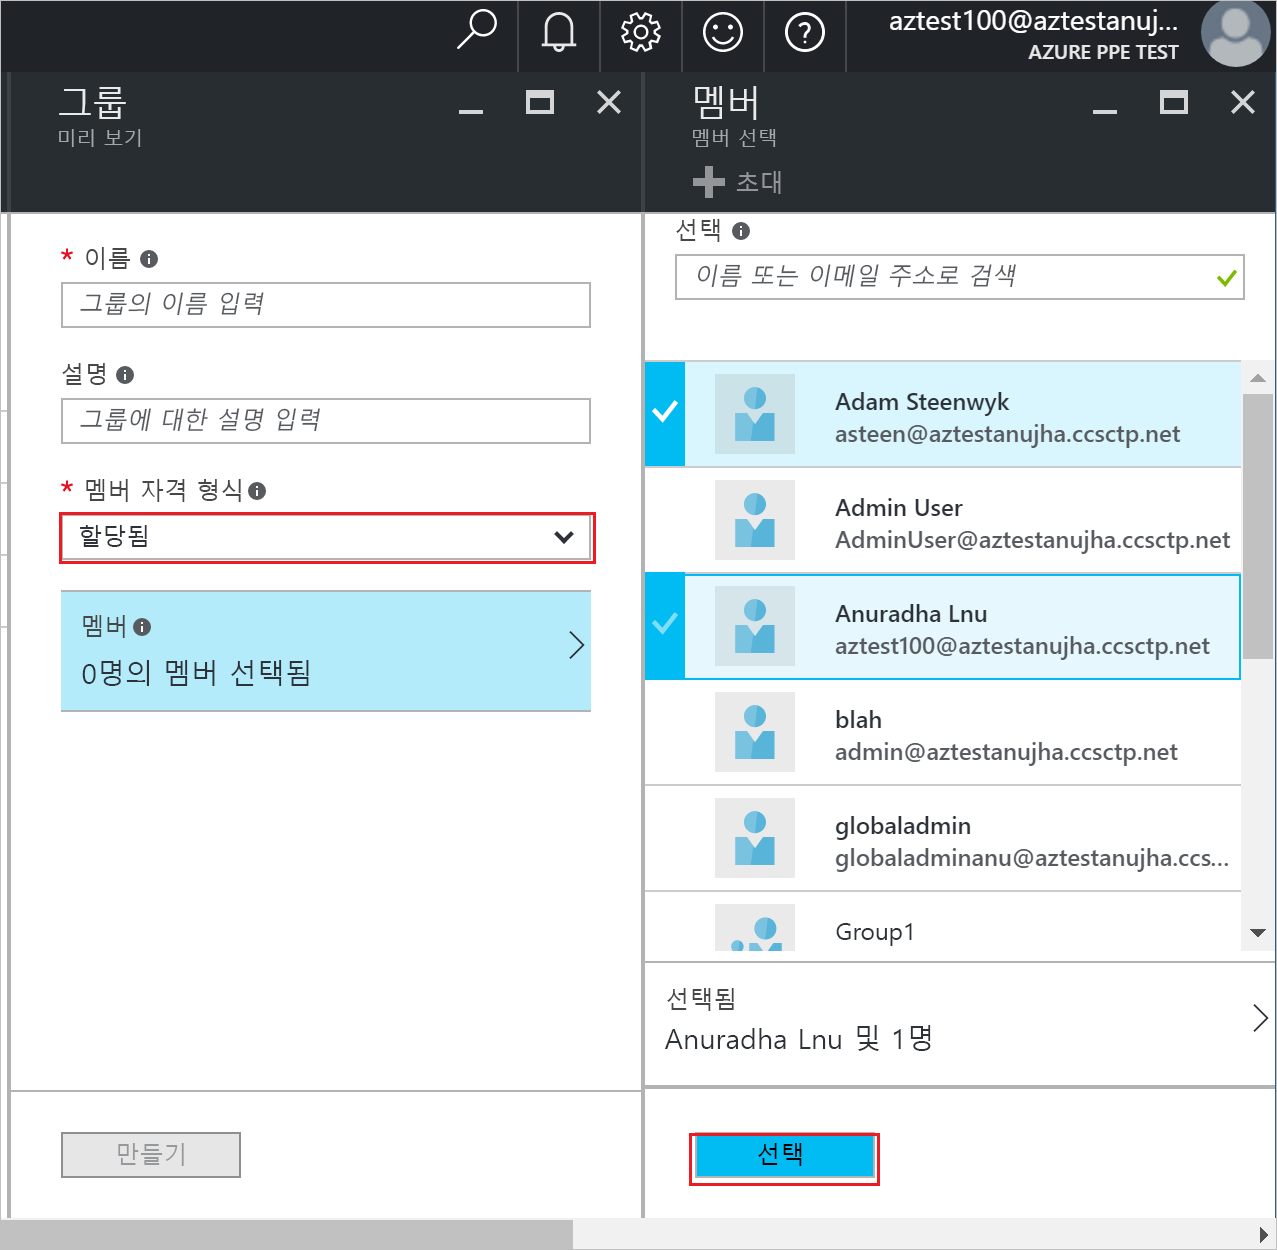 aztest100@aztestanuj...
AZURE PPE TEST
그룹
미리 보기
* 이름
그룹의 이름 입력
설명
그룹에 대한 설명 입력
* 멤버 자격 형식
할당됨
멤버
0명의 멤버 선택됨
만들기
멤버
멤버 선택
초대
선택
이름 또는 이메일 주소로 검색
Adam Steenwyk
asteen@aztestanujha.ccsctp.net
Admin User
AdminUser@aztestanujha.ccsctp.net
Anuradha Lnu
aztest100@aztestanujha.ccsctp.net
blah
admin@aztestanujha.ccsctp.net
globaladmin
globaladminanu@aztestanujha.ccs...
Group1
선택됨
Anuradha Lnu 및 1명
선택